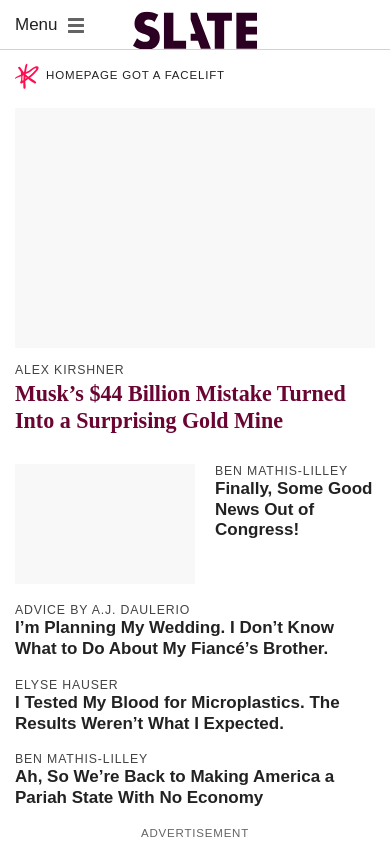 Menu
SLATE
HOMEPAGE GOT A FACELIFT
ALEX KIRSHNER
Musk’s $44 Billion Mistake Turned
Into a Surprising Gold Mine
BEN MATHIS-LILLEY
Finally, Some Good
News Out of
Congress!
ADVICE BY A.J. DAULERIO
I’m Planning My Wedding. I Don’t Know
What to Do About My Fiancé’s Brother.
ELYSE HAUSER
I Tested My Blood for Microplastics. The
Results Weren’t What I Expected.
BEN MATHIS-LILLEY
Ah, So We’re Back to Making America a
Pariah State With No Economy
ADVERTISEMENT